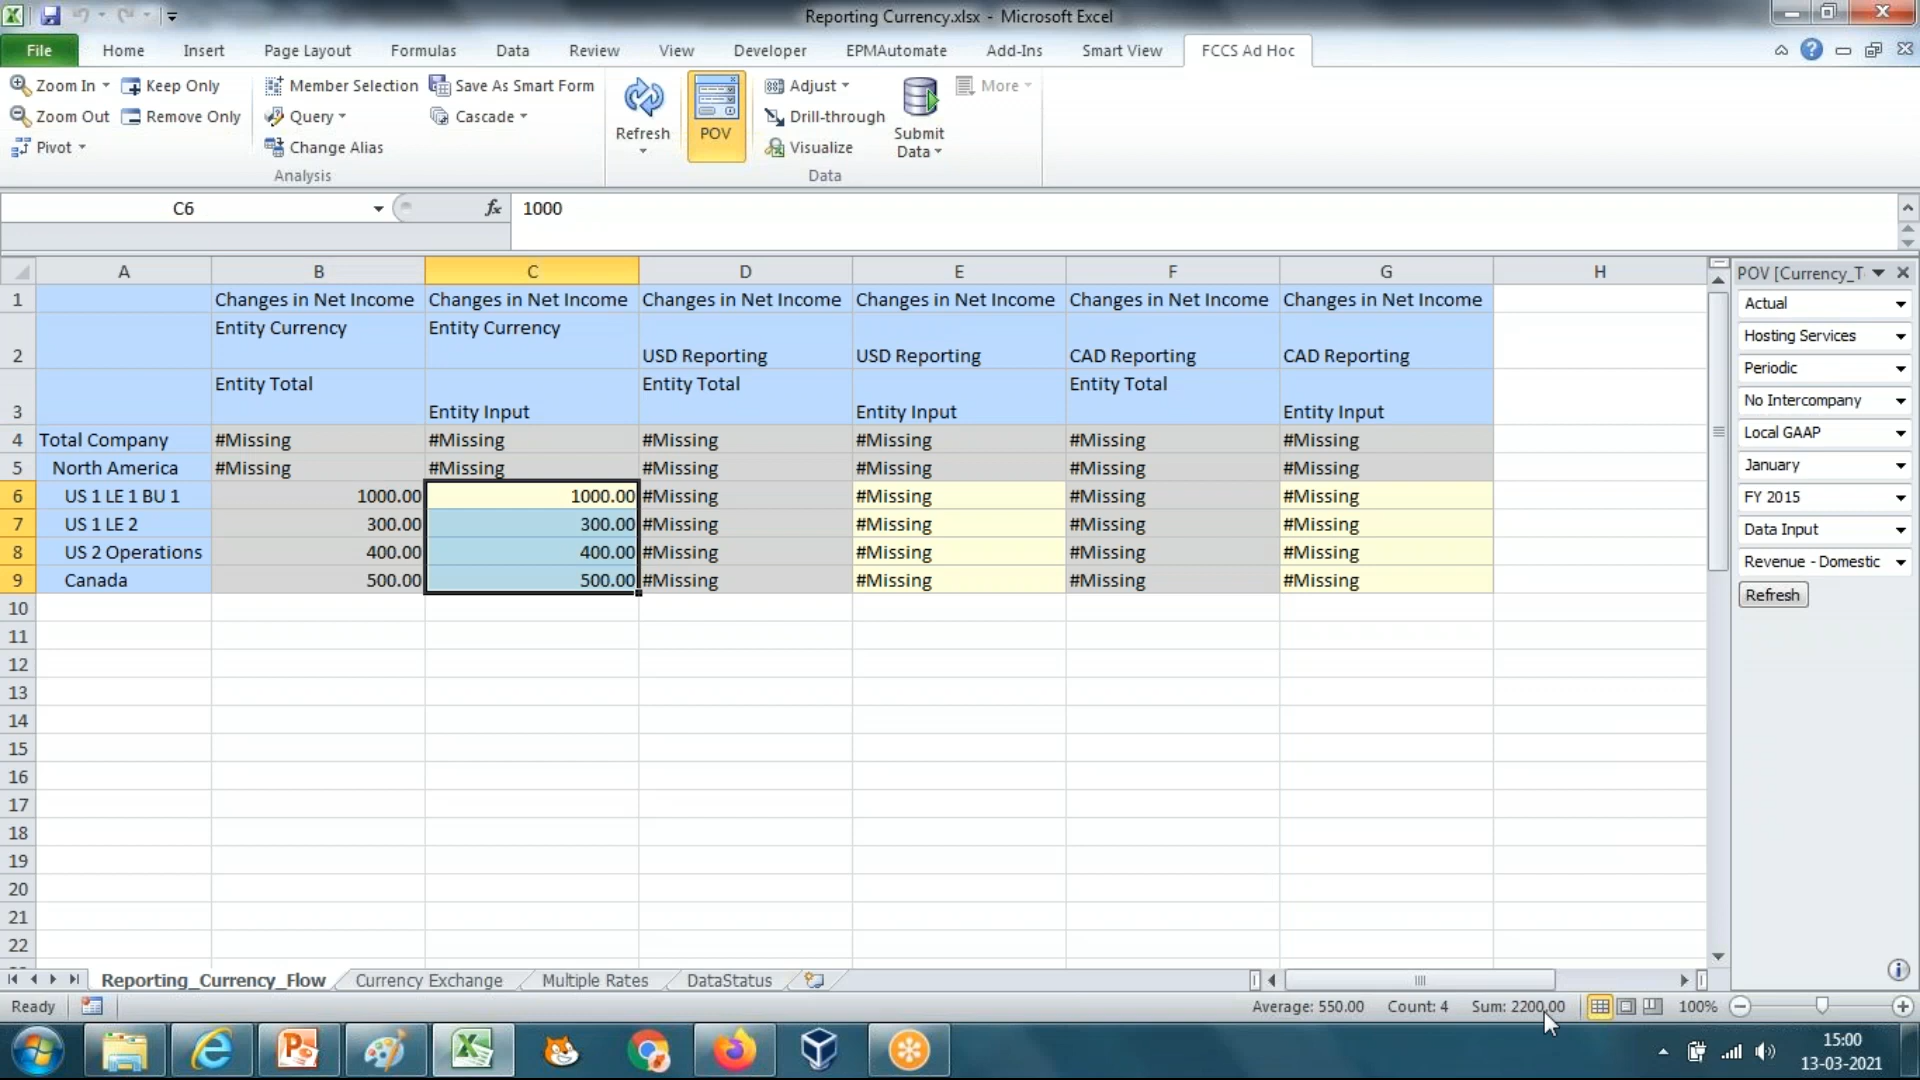 Reporting Currency.xlsx - Microsoft Excel
File Home Insert Page Layout Formulas Data Review View Developer EPMAutomate Add-Ins Smart View FCCS Ad Hoc
Zoom In Keep Only Member Selection Save As Smart Form Adjust More
Zoom Out Remove Only Query Cascade Refresh POV Drill-through Submit Data
Pivot Change Alias Visualize
Analysis Data
C6 fx 1000
A B C D E F G H
1 Changes in Net Income Changes in Net Income Changes in Net Income Changes in Net Income Changes in Net Income Changes in Net Income
2 Entity Currency Entity Currency USD Reporting USD Reporting CAD Reporting CAD Reporting
3 Entity Total Entity Input Entity Total Entity Input Entity Total Entity Input
4 Total Company #Missing #Missing #Missing #Missing #Missing #Missing
5 North America #Missing #Missing #Missing #Missing #Missing #Missing
6 US 1 LE 1 BU 1 1000.00 1000.00 #Missing #Missing #Missing #Missing
7 US 1 LE 2 300.00 300.00 #Missing #Missing #Missing #Missing
8 US 2 Operations 400.00 400.00 #Missing #Missing #Missing #Missing
9 Canada 500.00 500.00 #Missing #Missing #Missing #Missing
10
11
12
13
14
15
16
17
18
19
20
21
22
POV [Currency_T
Actual
Hosting Services
Periodic
No Intercompany
Local GAAP
January
FY 2015
Data Input
Revenue - Domestic
Refresh
Reporting_Currency_Flow Currency Exchange Multiple Rates DataStatus
Ready Average: 550.00 Count: 4 Sum: 2200.00 100%
15:00
13-03-2021